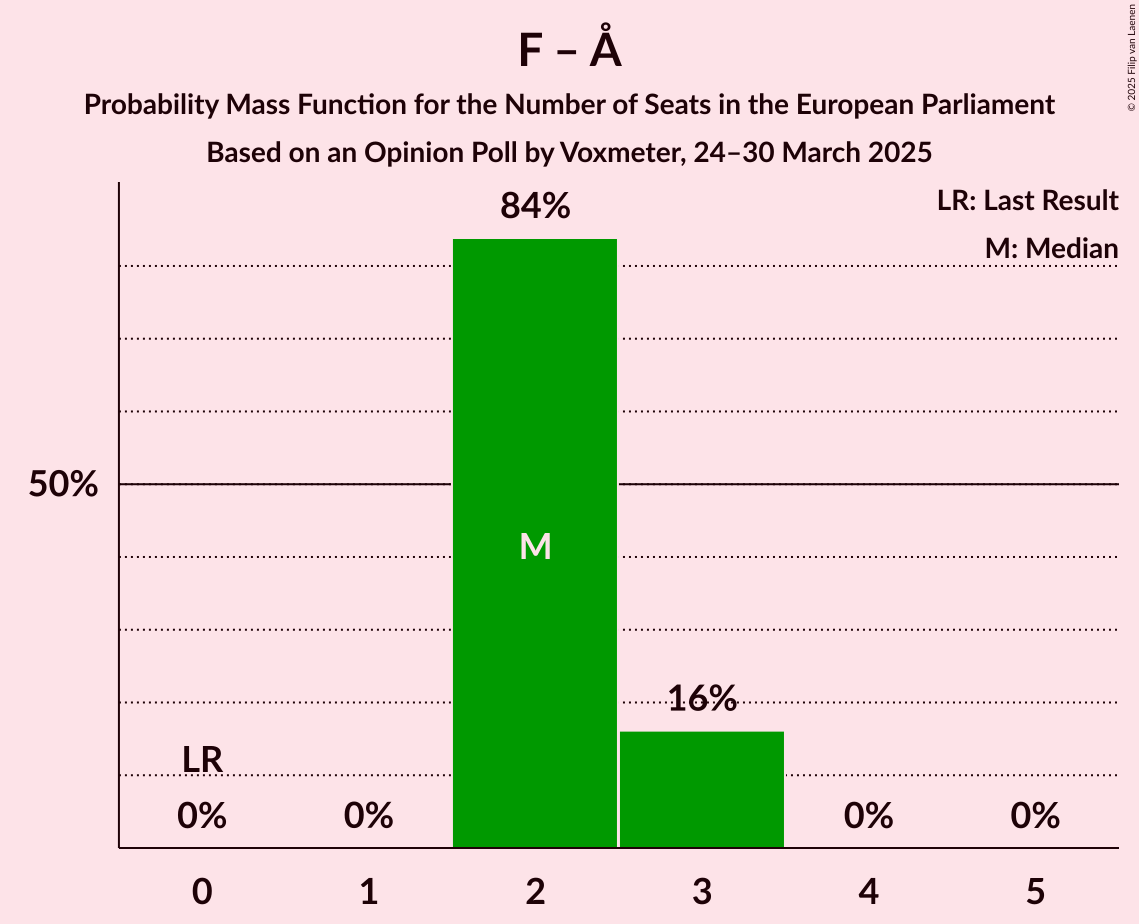 F – Å
Probability Mass Function for the Number of Seats in the European Parliament
Based on an Opinion Poll by Voxmeter, 24–30 March 2025
© 2025 Filip van Laenen
LR: Last Result
M: Median
84%
50%
M
16%
LR
0% 0% 0% 0%
0 1 2 3 4 5